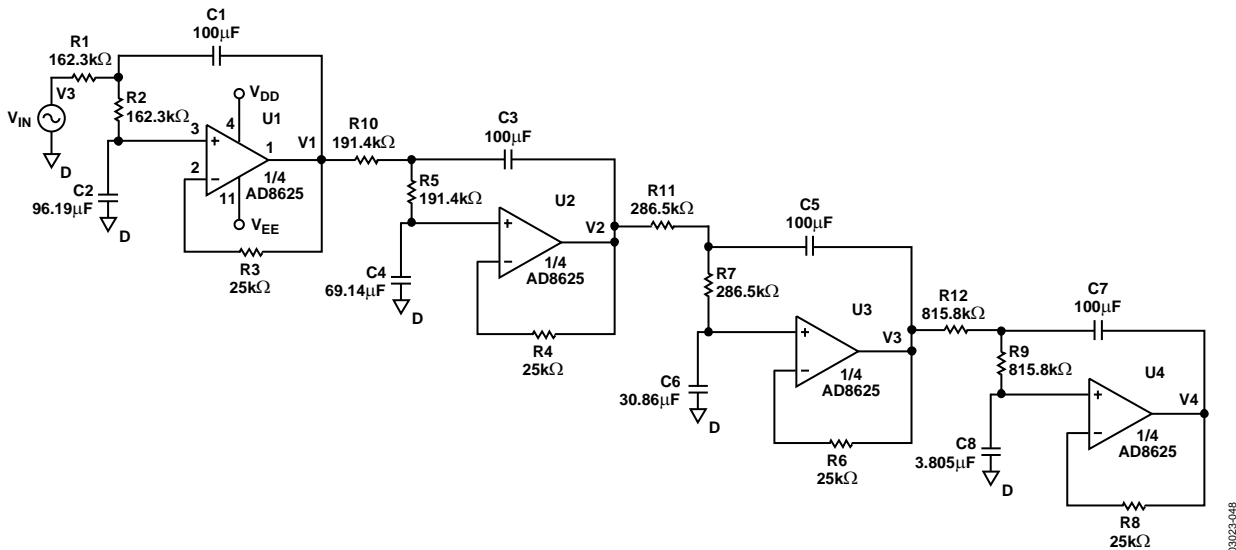 C1
100μF
R1
162.3kΩ
V3
VIN
D
R2
162.3kΩ
VDD
4
U1
3
1
V1
2
11
1/4
AD8625
VEE
C2
96.19μF
D
R3
25kΩ
R10
191.4kΩ
C3
100μF
R5
191.4kΩ
U2
V2
1/4
AD8625
C4
69.14μF
D
R4
25kΩ
R11
286.5kΩ
C5
100μF
R7
286.5kΩ
U3
V3
1/4
AD8625
C6
30.86μF
D
R6
25kΩ
R12
815.8kΩ
C7
100μF
R9
815.8kΩ
U4
V4
1/4
AD8625
C8
3.805μF
D
R8
25kΩ
03023-048